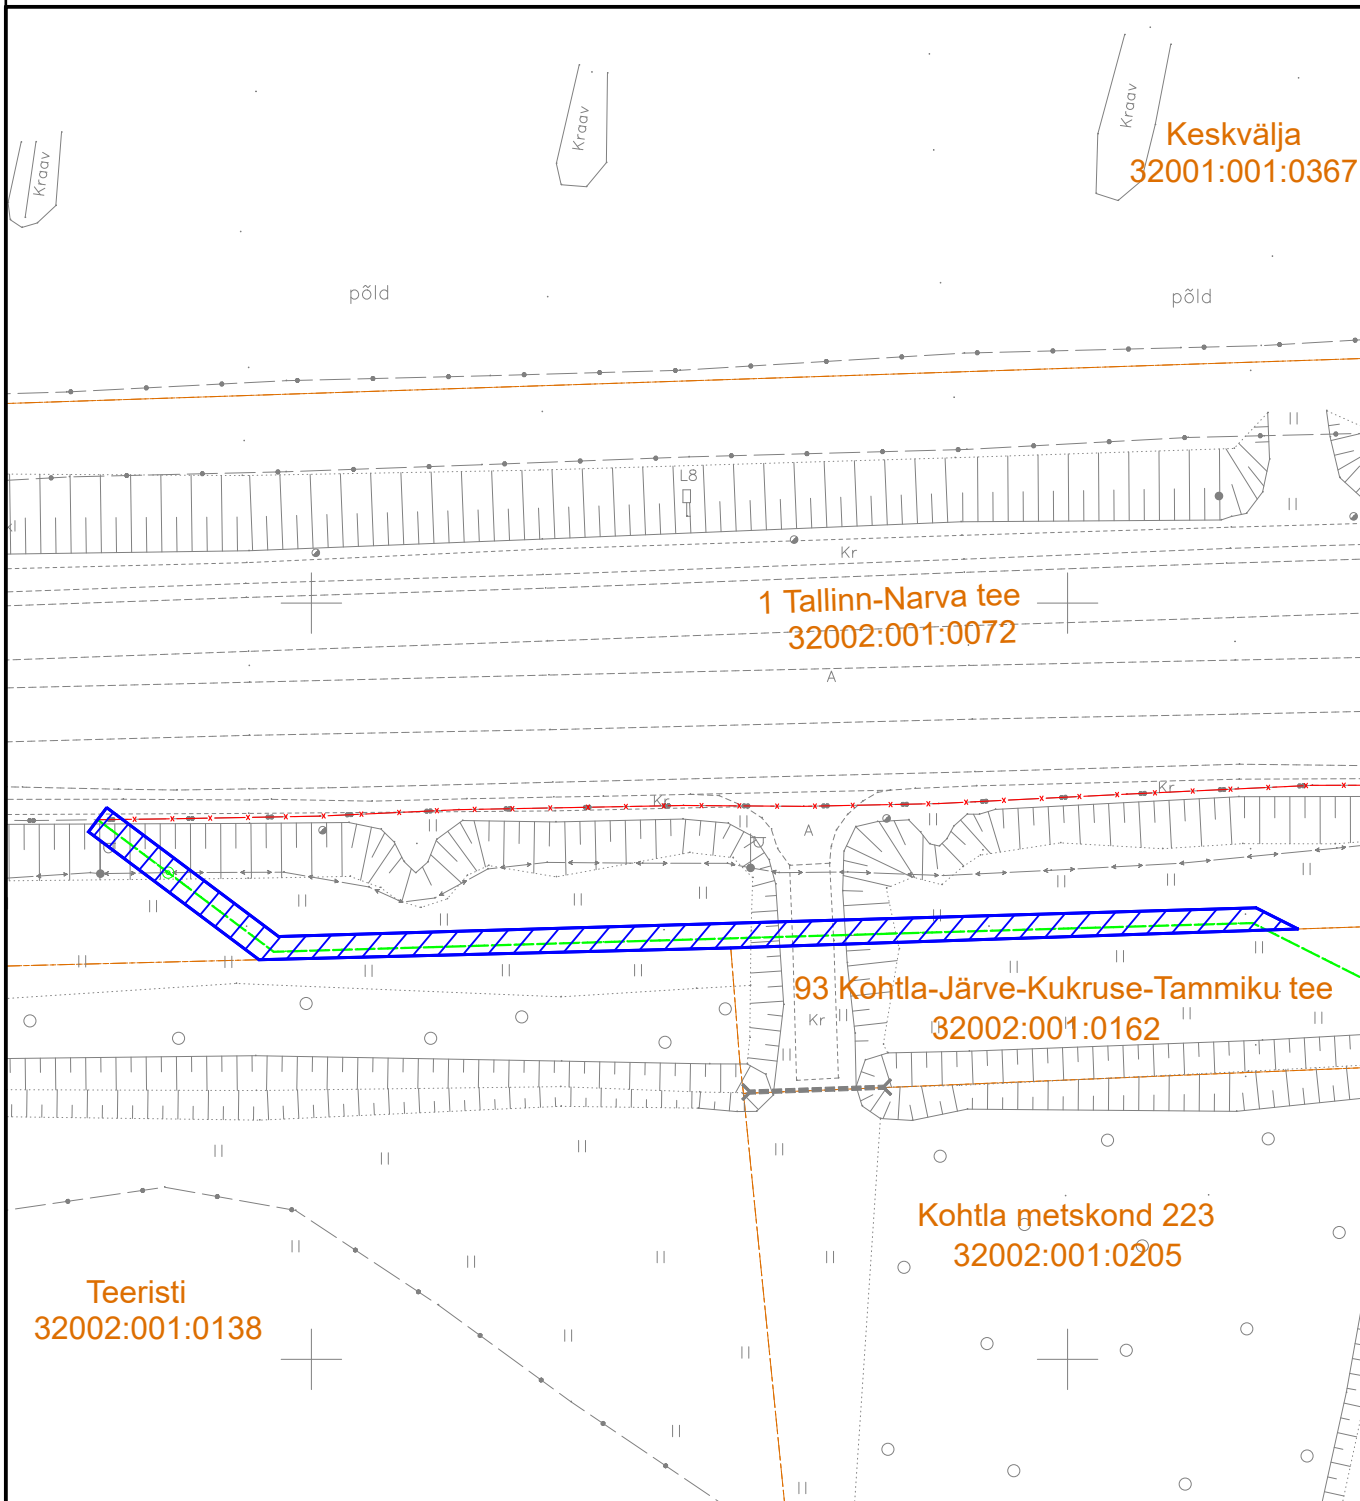 Kraav
Kraav
Kraav
Keskvälja
32001:001:0367
põld
põld
L8
Kr
1 Tallinn-Narva tee
32002:001:0072
A
Kr
Kr
A
93 Kohtla-Järve-Kukruse-Tammiku tee
32002:001:0162
Kr
Kohtla metskond 223
32002:001:0205
Teeristi
32002:001:0138